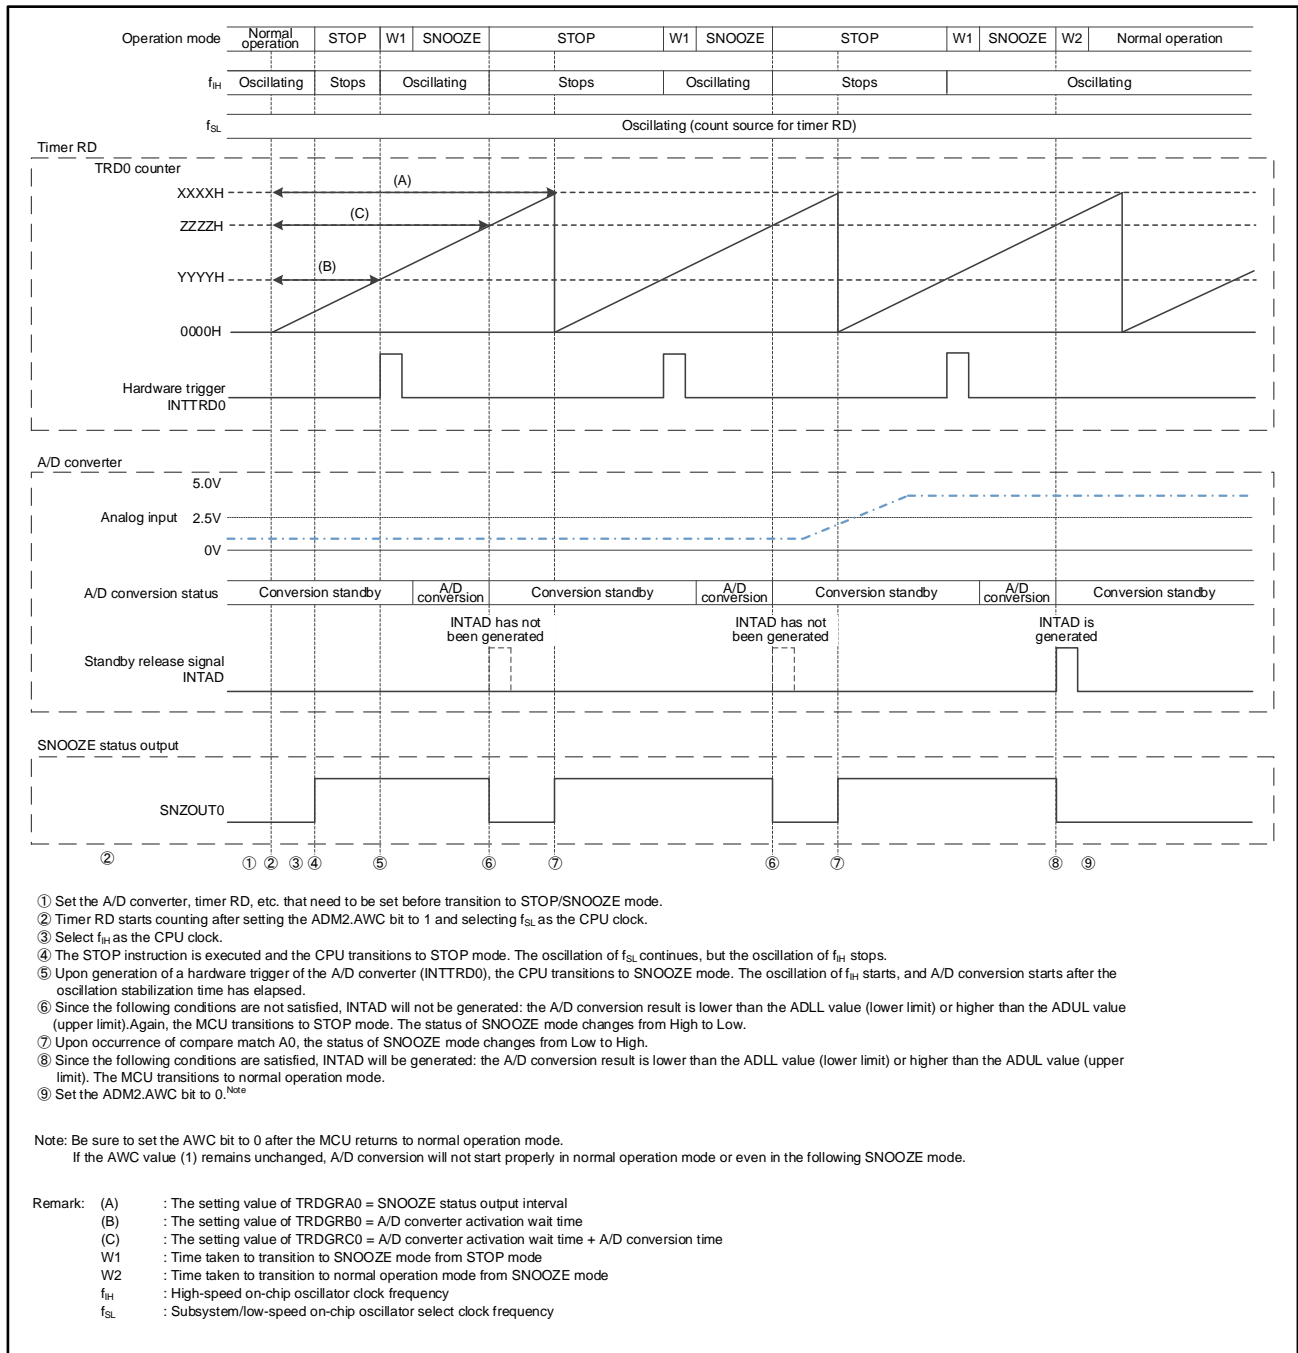 Operation mode Normal operation STOP W1 SNOOZE STOP W1 SNOOZE STOP W1 SNOOZE W2 Normal operation
fIH Oscillating Stops Oscillating Stops Oscillating Stops Oscillating
fSL Oscillating (count source for timer RD)
Timer RD
TRD0 counter
XXXXH (A)
ZZZZH (C)
YYYYH (B)
0000H
Hardware trigger
INTTRD0
A/D converter
5.0V
Analog input 2.5V
0V
A/D conversion status Conversion standby A/D conversion Conversion standby A/D conversion Conversion standby A/D conversion Conversion standby
INTAD has not been generated INTAD has not been generated INTAD is generated
Standby release signal
INTAD
SNOOZE status output
SNZOUT0
② ① ② ③ ④ ⑤ ⑥ ⑦ ⑥ ⑦ ⑧ ⑨
① Set the A/D converter, timer RD, etc. that need to be set before transition to STOP/SNOOZE mode.
② Timer RD starts counting after setting the ADM2.AWC bit to 1 and selecting fSL as the CPU clock.
③ Select fIH as the CPU clock.
④ The STOP instruction is executed and the CPU transitions to STOP mode. The oscillation of fSL continues, but the oscillation of fIH stops.
⑤ Upon generation of a hardware trigger of the A/D converter (INTTRD0), the CPU transitions to SNOOZE mode. The oscillation of fIH starts, and A/D conversion starts after the
oscillation stabilization time has elapsed.
⑥ Since the following conditions are not satisfied, INTAD will not be generated: the A/D conversion result is lower than the ADLL value (lower limit) or higher than the ADUL value
(upper limit).Again, the MCU transitions to STOP mode. The status of SNOOZE mode changes from High to Low.
⑦ Upon occurrence of compare match A0, the status of SNOOZE mode changes from Low to High.
⑧ Since the following conditions are satisfied, INTAD will be generated: the A/D conversion result is lower than the ADLL value (lower limit) or higher than the ADUL value (upper
limit). The MCU transitions to normal operation mode.
⑨ Set the ADM2.AWC bit to 0.Note
Note: Be sure to set the AWC bit to 0 after the MCU returns to normal operation mode.
If the AWC value (1) remains unchanged, A/D conversion will not start properly in normal operation mode or even in the following SNOOZE mode.
Remark: (A) : The setting value of TRDGRA0 = SNOOZE status output interval
(B) : The setting value of TRDGRB0 = A/D converter activation wait time
(C) : The setting value of TRDGRC0 = A/D converter activation wait time + A/D conversion time
W1 : Time taken to transition to SNOOZE mode from STOP mode
W2 : Time taken to transition to normal operation mode from SNOOZE mode
fIH : High-speed on-chip oscillator clock frequency
fSL : Subsystem/low-speed on-chip oscillator select clock frequency